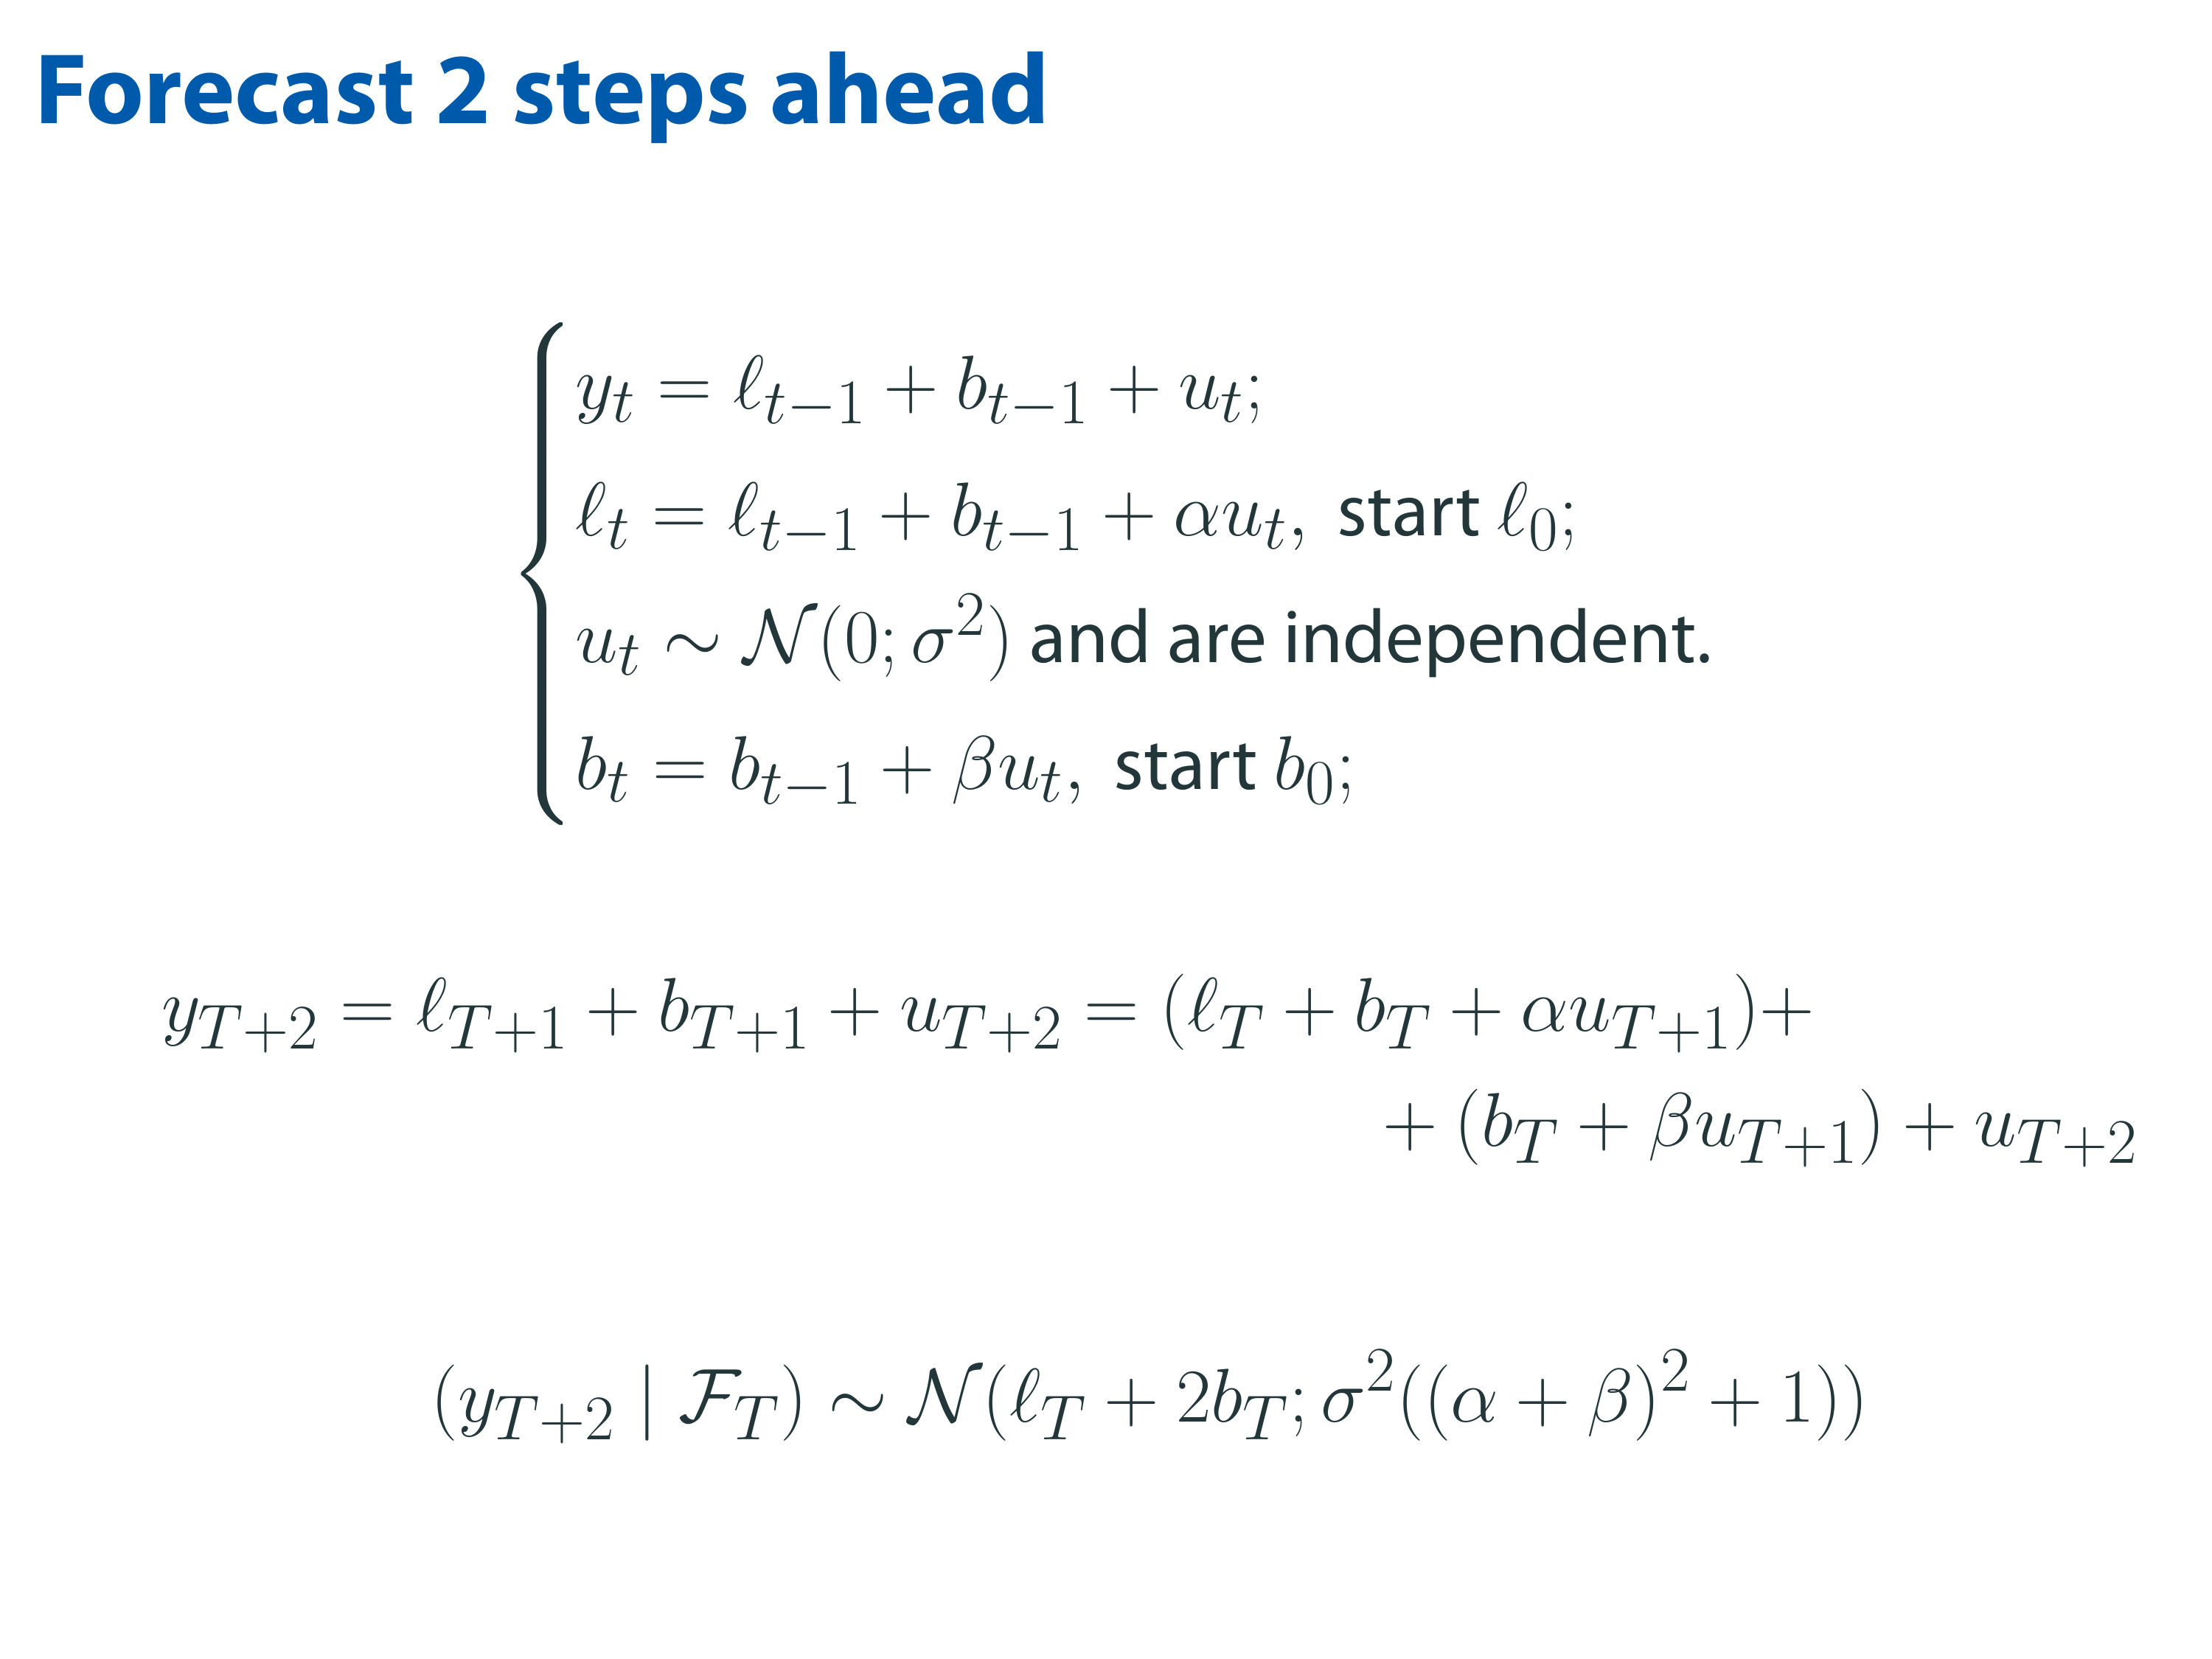 Forecast 2 steps ahead
y_t = ℓ_{t−1} + b_{t−1} + u_t;
ℓ_t = ℓ_{t−1} + b_{t−1} + αu_t, start ℓ_0;
u_t ∼ 𝒩(0; σ²) and are independent.
b_t = b_{t−1} + βu_t, start b_0;
y_{T+2} = ℓ_{T+1} + b_{T+1} + u_{T+2} = (ℓ_T + b_T + αu_{T+1})+
+ (b_T + βu_{T+1}) + u_{T+2}
(y_{T+2} | ℱ_T) ∼ 𝒩(ℓ_T + 2b_T; σ²((α + β)² + 1))